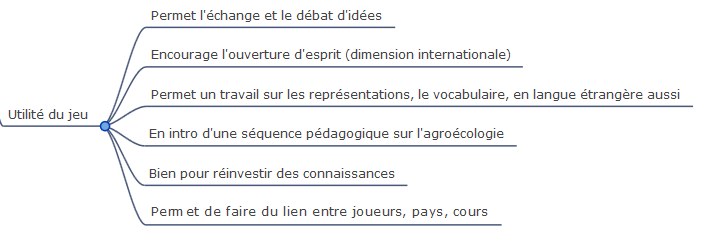 Permet l'échange et le débat d'idées
Encourage l'ouverture d'esprit (dimension internationale)
Permet un travail sur les représentations, le vocabulaire, en langue étrangère aussi
Utilité du jeu
En intro d'une séquence pédagogique sur l'agroécologie
Bien pour réinvestir des connaissances
Permet de faire du lien entre joueurs, pays, cours